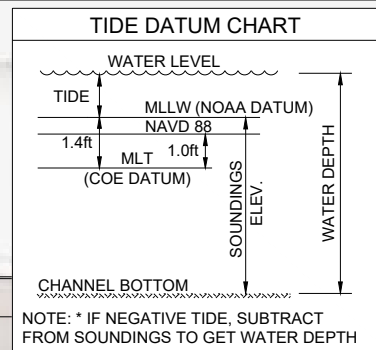 TIDE DATUM CHART
WATER LEVEL
TIDE
MLLW (NOAA DATUM)
NAVD 88
1.4ft
1.0ft
MLT
(COE DATUM)
SOUNDINGS
ELEV.
WATER DEPTH
CHANNEL BOTTOM
NOTE: * IF NEGATIVE TIDE, SUBTRACT
FROM SOUNDINGS TO GET WATER DEPTH